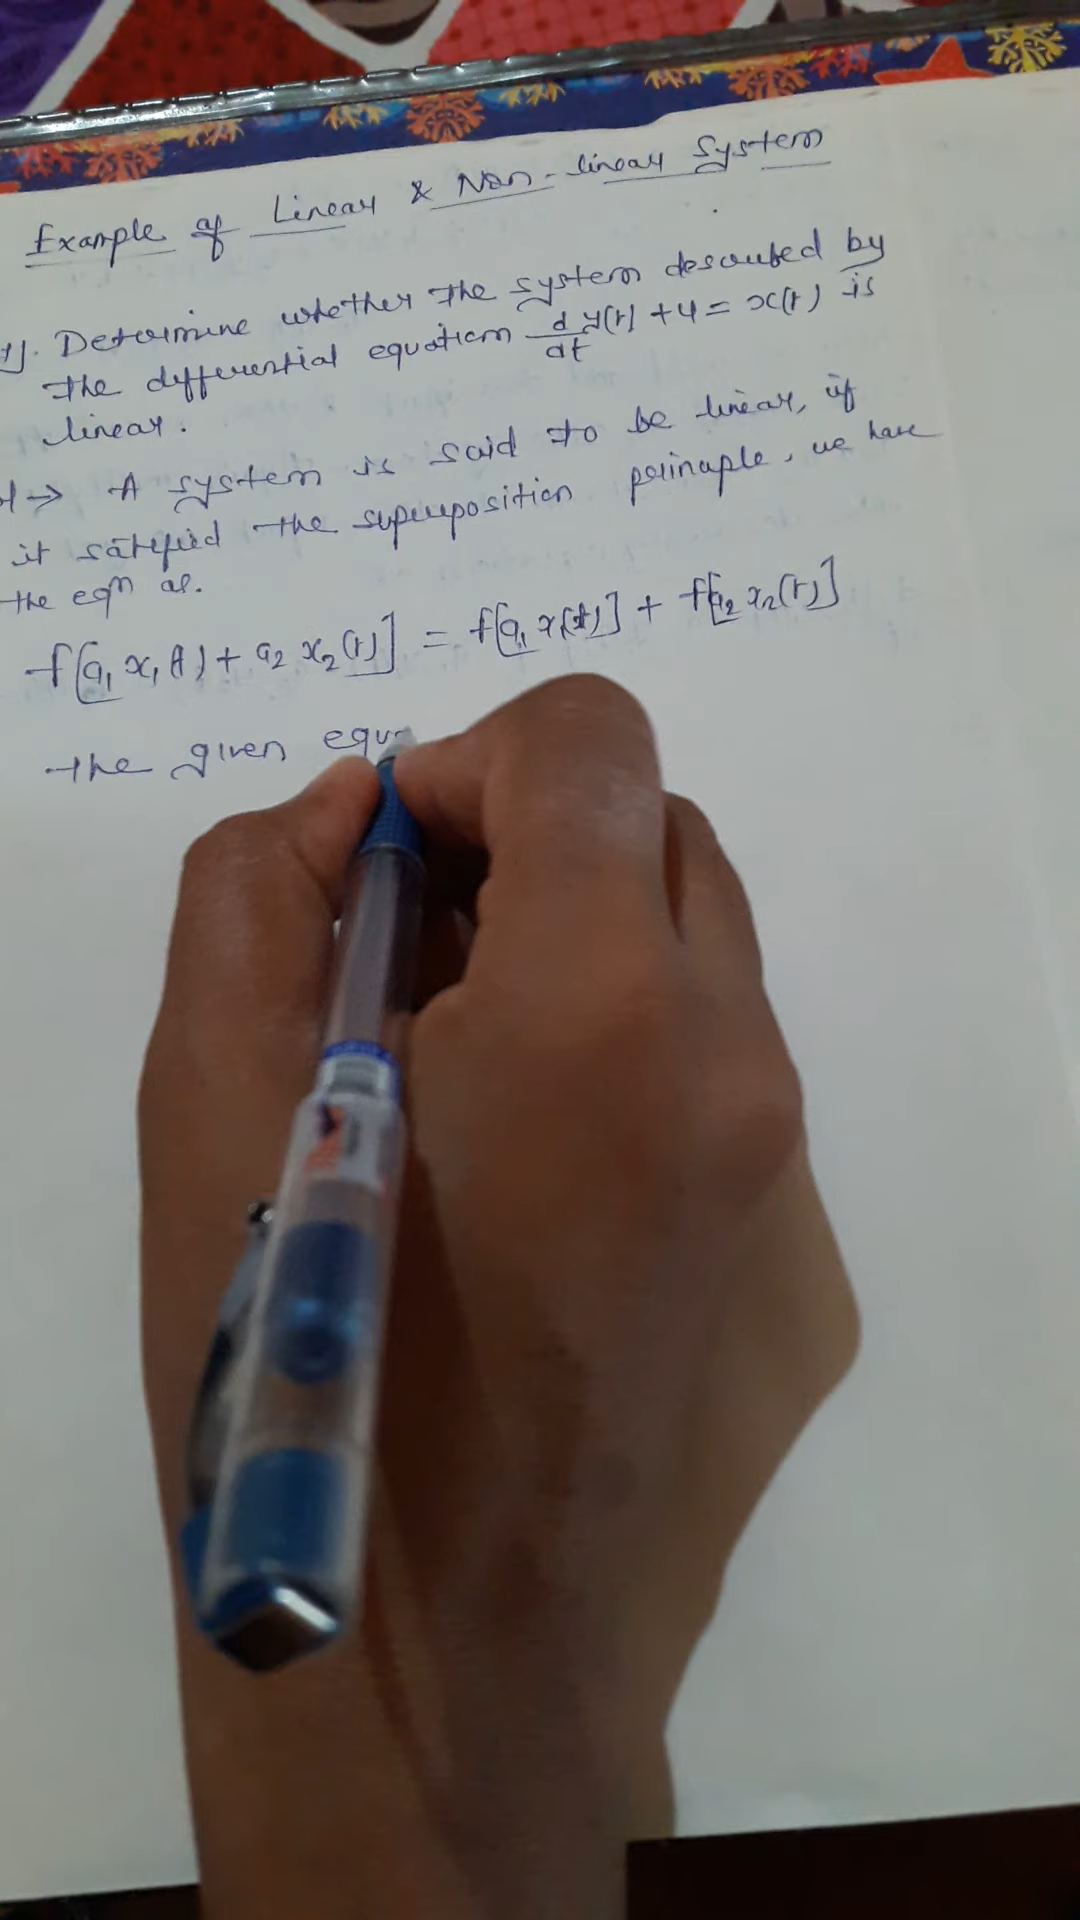 Example of Linear & Non-linear System
1). Determine whether the system described by
the differential equation d/dt y(t) + 4 = x(t) is
linear.
→ A system is said to be linear, if
it satisfied the superposition principle, we have
the eqn as.
f[a₁ x₁(t) + a₂ x₂(t)] = f[a₁ x₁(t)] + f[a₂ x₂(t)]
the given equa